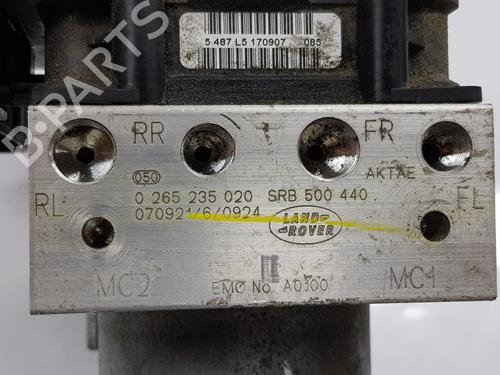 5 487 L5 170907 085
RR FR
050 AKTAE
0 265 235 020 SRB 500 440
RL FL
070921/6/0924 LAND-
-ROVER
MC2 MC1
EMC No. A0100
B-PARTS